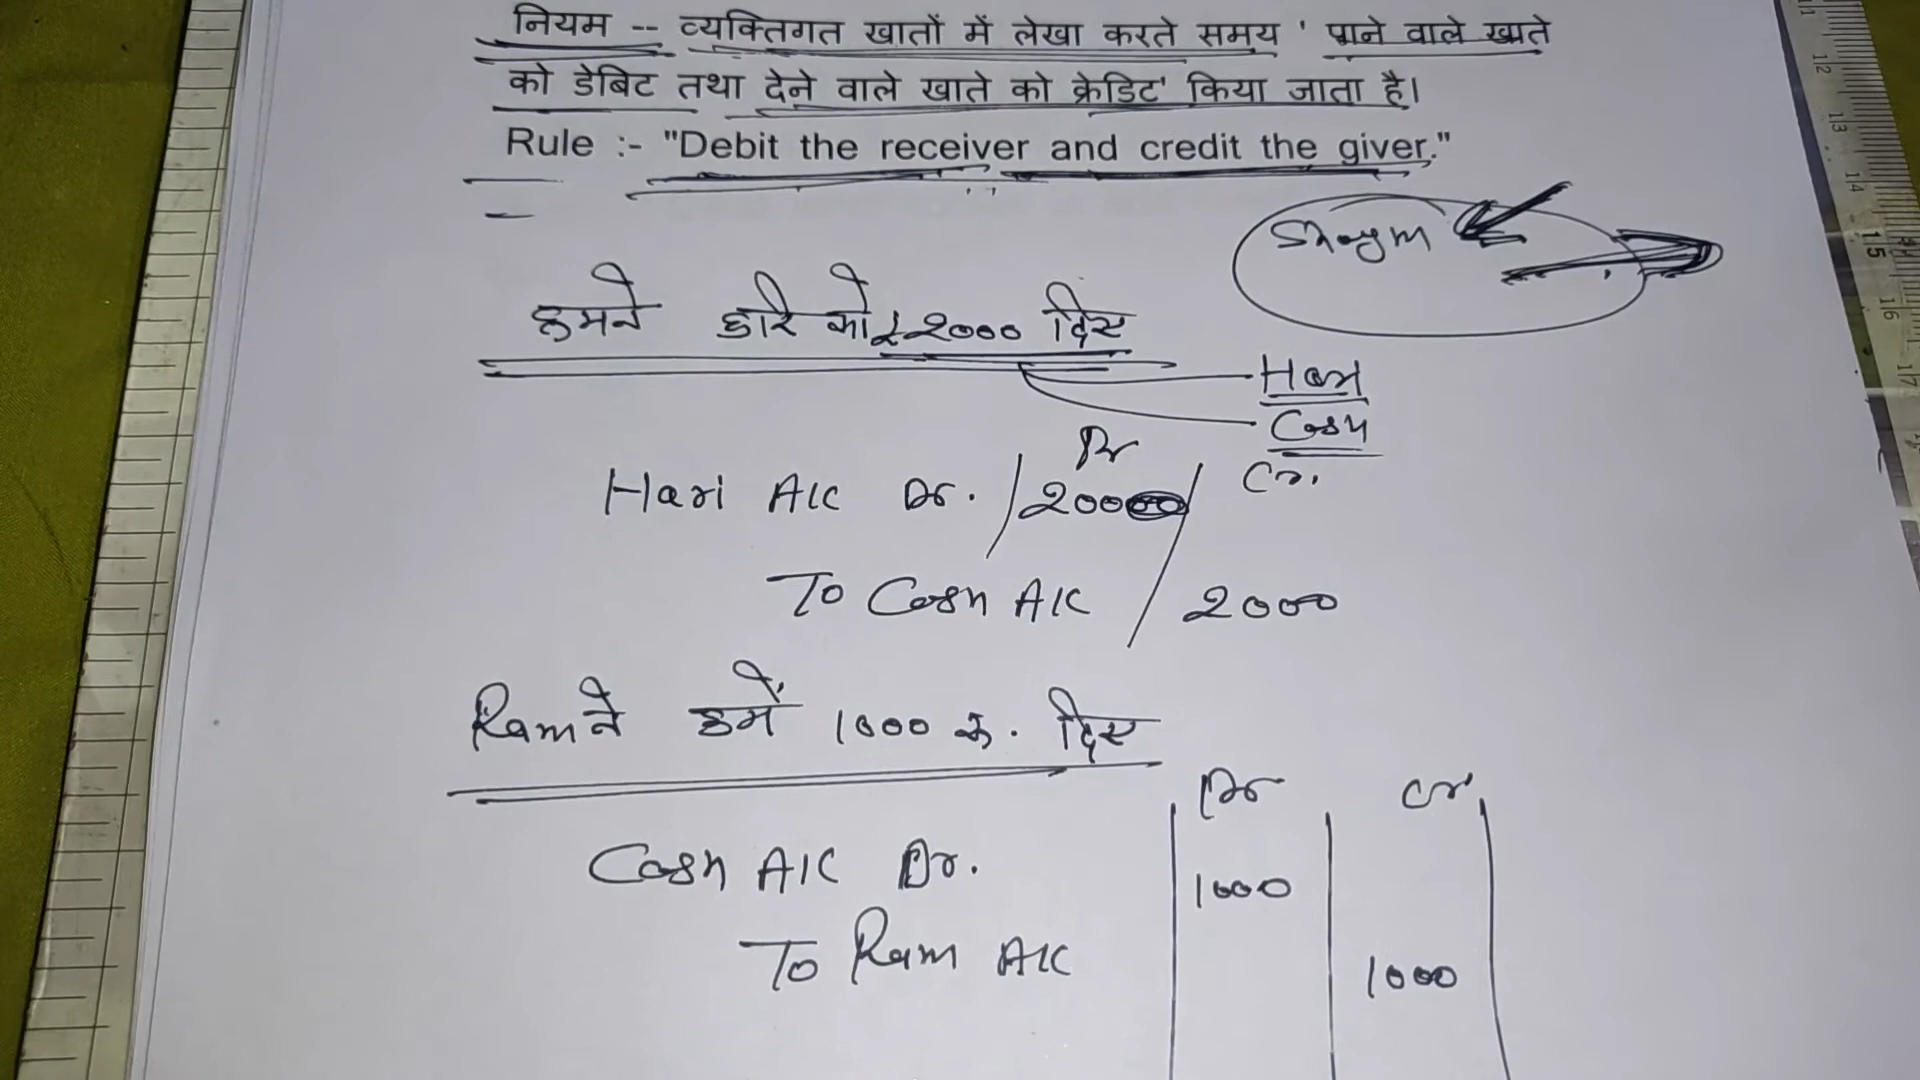 नियम -- व्यक्तिगत खातों में लेखा करते समय ' पाने वाले खाते
को डेबिट तथा देने वाले खाते को क्रेडिट' किया जाता है।
Rule :- "Debit the receiver and credit the giver."
Shaym
हमने हरि को ₹2000 दिए
Hari
Cash
Dr Cr.
Hari A/C Dr. 2000
To Cash A/C 2000
Ram ने हमें 1000 रु. दिए
Dr Cr
Cash A/C Dr. 1000
To Ram A/C 1000